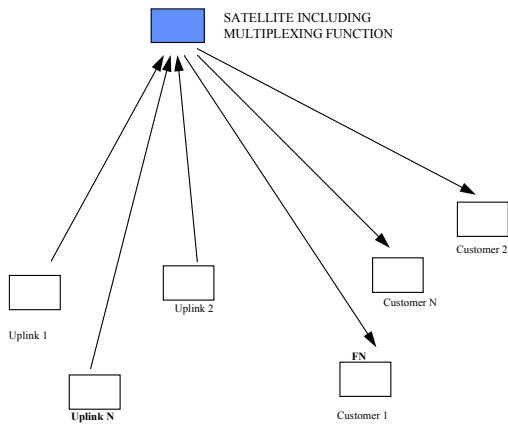 SATELLITE INCLUDING
MULTIPLEXING FUNCTION
Customer 2
Uplink 2
Customer N
Uplink 1
FN
Uplink N
Customer 1